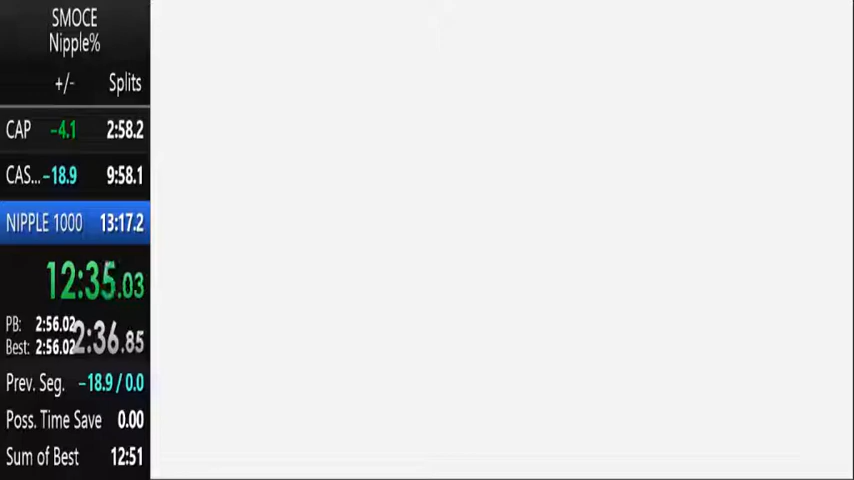 SMOCE
Nipple%
+/- Splits
CAP -4.1 2:58.2
CAS... -18.9 9:58.1
NIPPLE 1000 13:17.2
12:35.03
PB: 2:56.02
Best: 2:56.02
2:36.85
Prev. Seg. -18.9 / 0.0
Poss. Time Save 0.00
Sum of Best 12:51